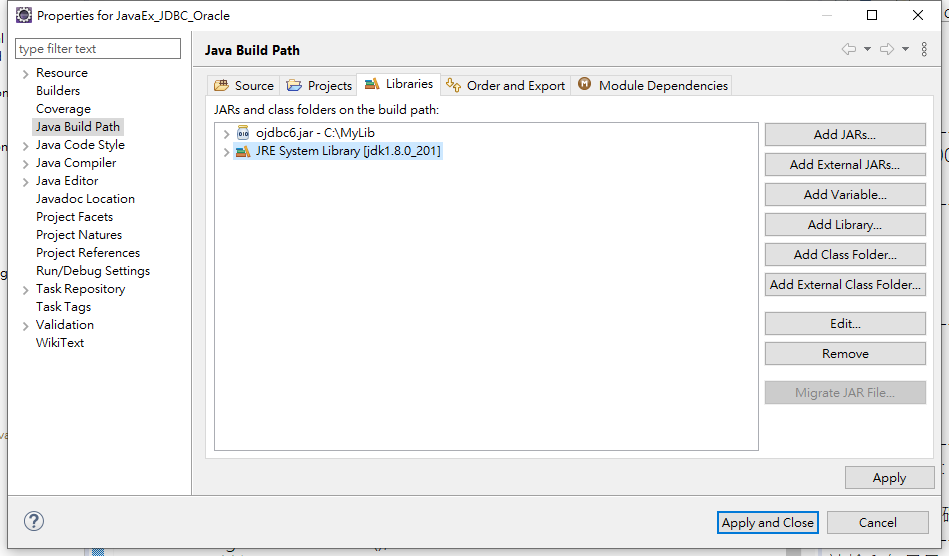 Properties for JavaEx_JDBC_Oracle
type filter text
Resource
Builders
Coverage
Java Build Path
Java Code Style
Java Compiler
Java Editor
Javadoc Location
Project Facets
Project Natures
Project References
Run/Debug Settings
Task Repository
Task Tags
Validation
WikiText
Java Build Path
Source Projects Libraries Order and Export Module Dependencies
JARs and class folders on the build path:
ojdbc6.jar - C:\MyLib
JRE System Library [jdk1.8.0_201]
Add JARs...
Add External JARs...
Add Variable...
Add Library...
Add Class Folder...
Add External Class Folder...
Edit...
Remove
Migrate JAR File...
Apply
Apply and Close Cancel